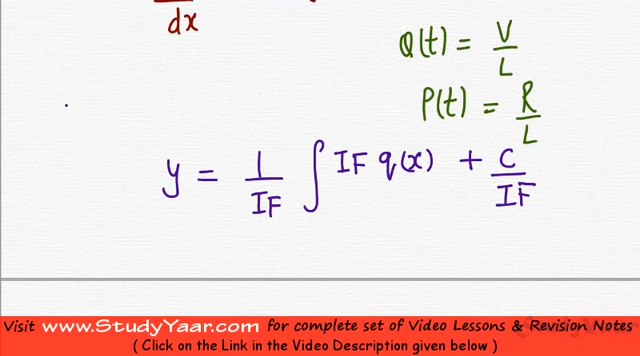 dx
Q(t) = V/L
P(t) = R/L
y = 1/IF ∫ IF q(x) + C/IF
Visit www.StudyYaar.com for complete set of Video Lessons & Revision Notes
( Click on the Link in the Video Description given below )